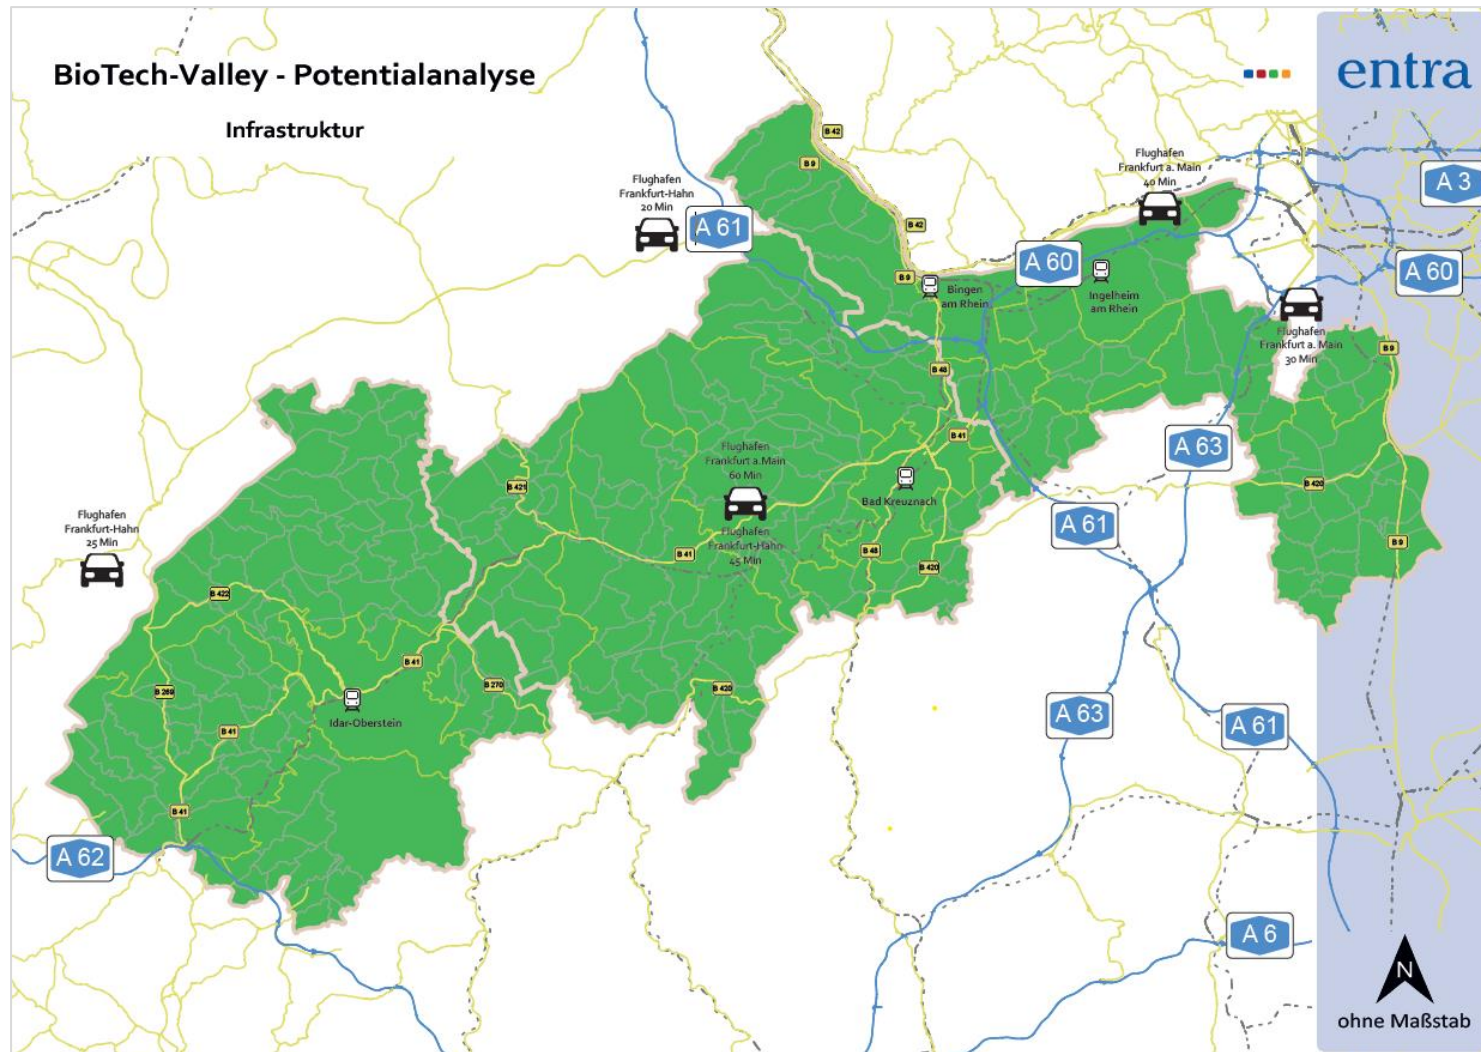 BioTech-Valley - Potentialanalyse
Infrastruktur
entra
B 42
B 9
Flughafen
Frankfurt a. Main
40 Min
A 3
Flughafen
Frankfurt-Hahn
20 Min
A 61
B 42
A 60
A 60
B 9
Bingen
am Rhein
Ingelheim
am Rhein
Flughafen
Frankfurt a. Main
30 Min
B 9
B 48
B 41
A 63
Flughafen
Frankfurt a.Main
60 Min
Bad Kreuznach
B 421
B 420
Flughafen
Frankfurt-Hahn
25 Min
A 61
Flughafen
Frankfurt-Hahn
45 Min
B 41
B 48
B 9
B 420
B 422
B 41
B 269
B 270
B 420
Idar-Oberstein
B 41
A 63
A 61
B 41
A 62
A 6
N
ohne Maßstab